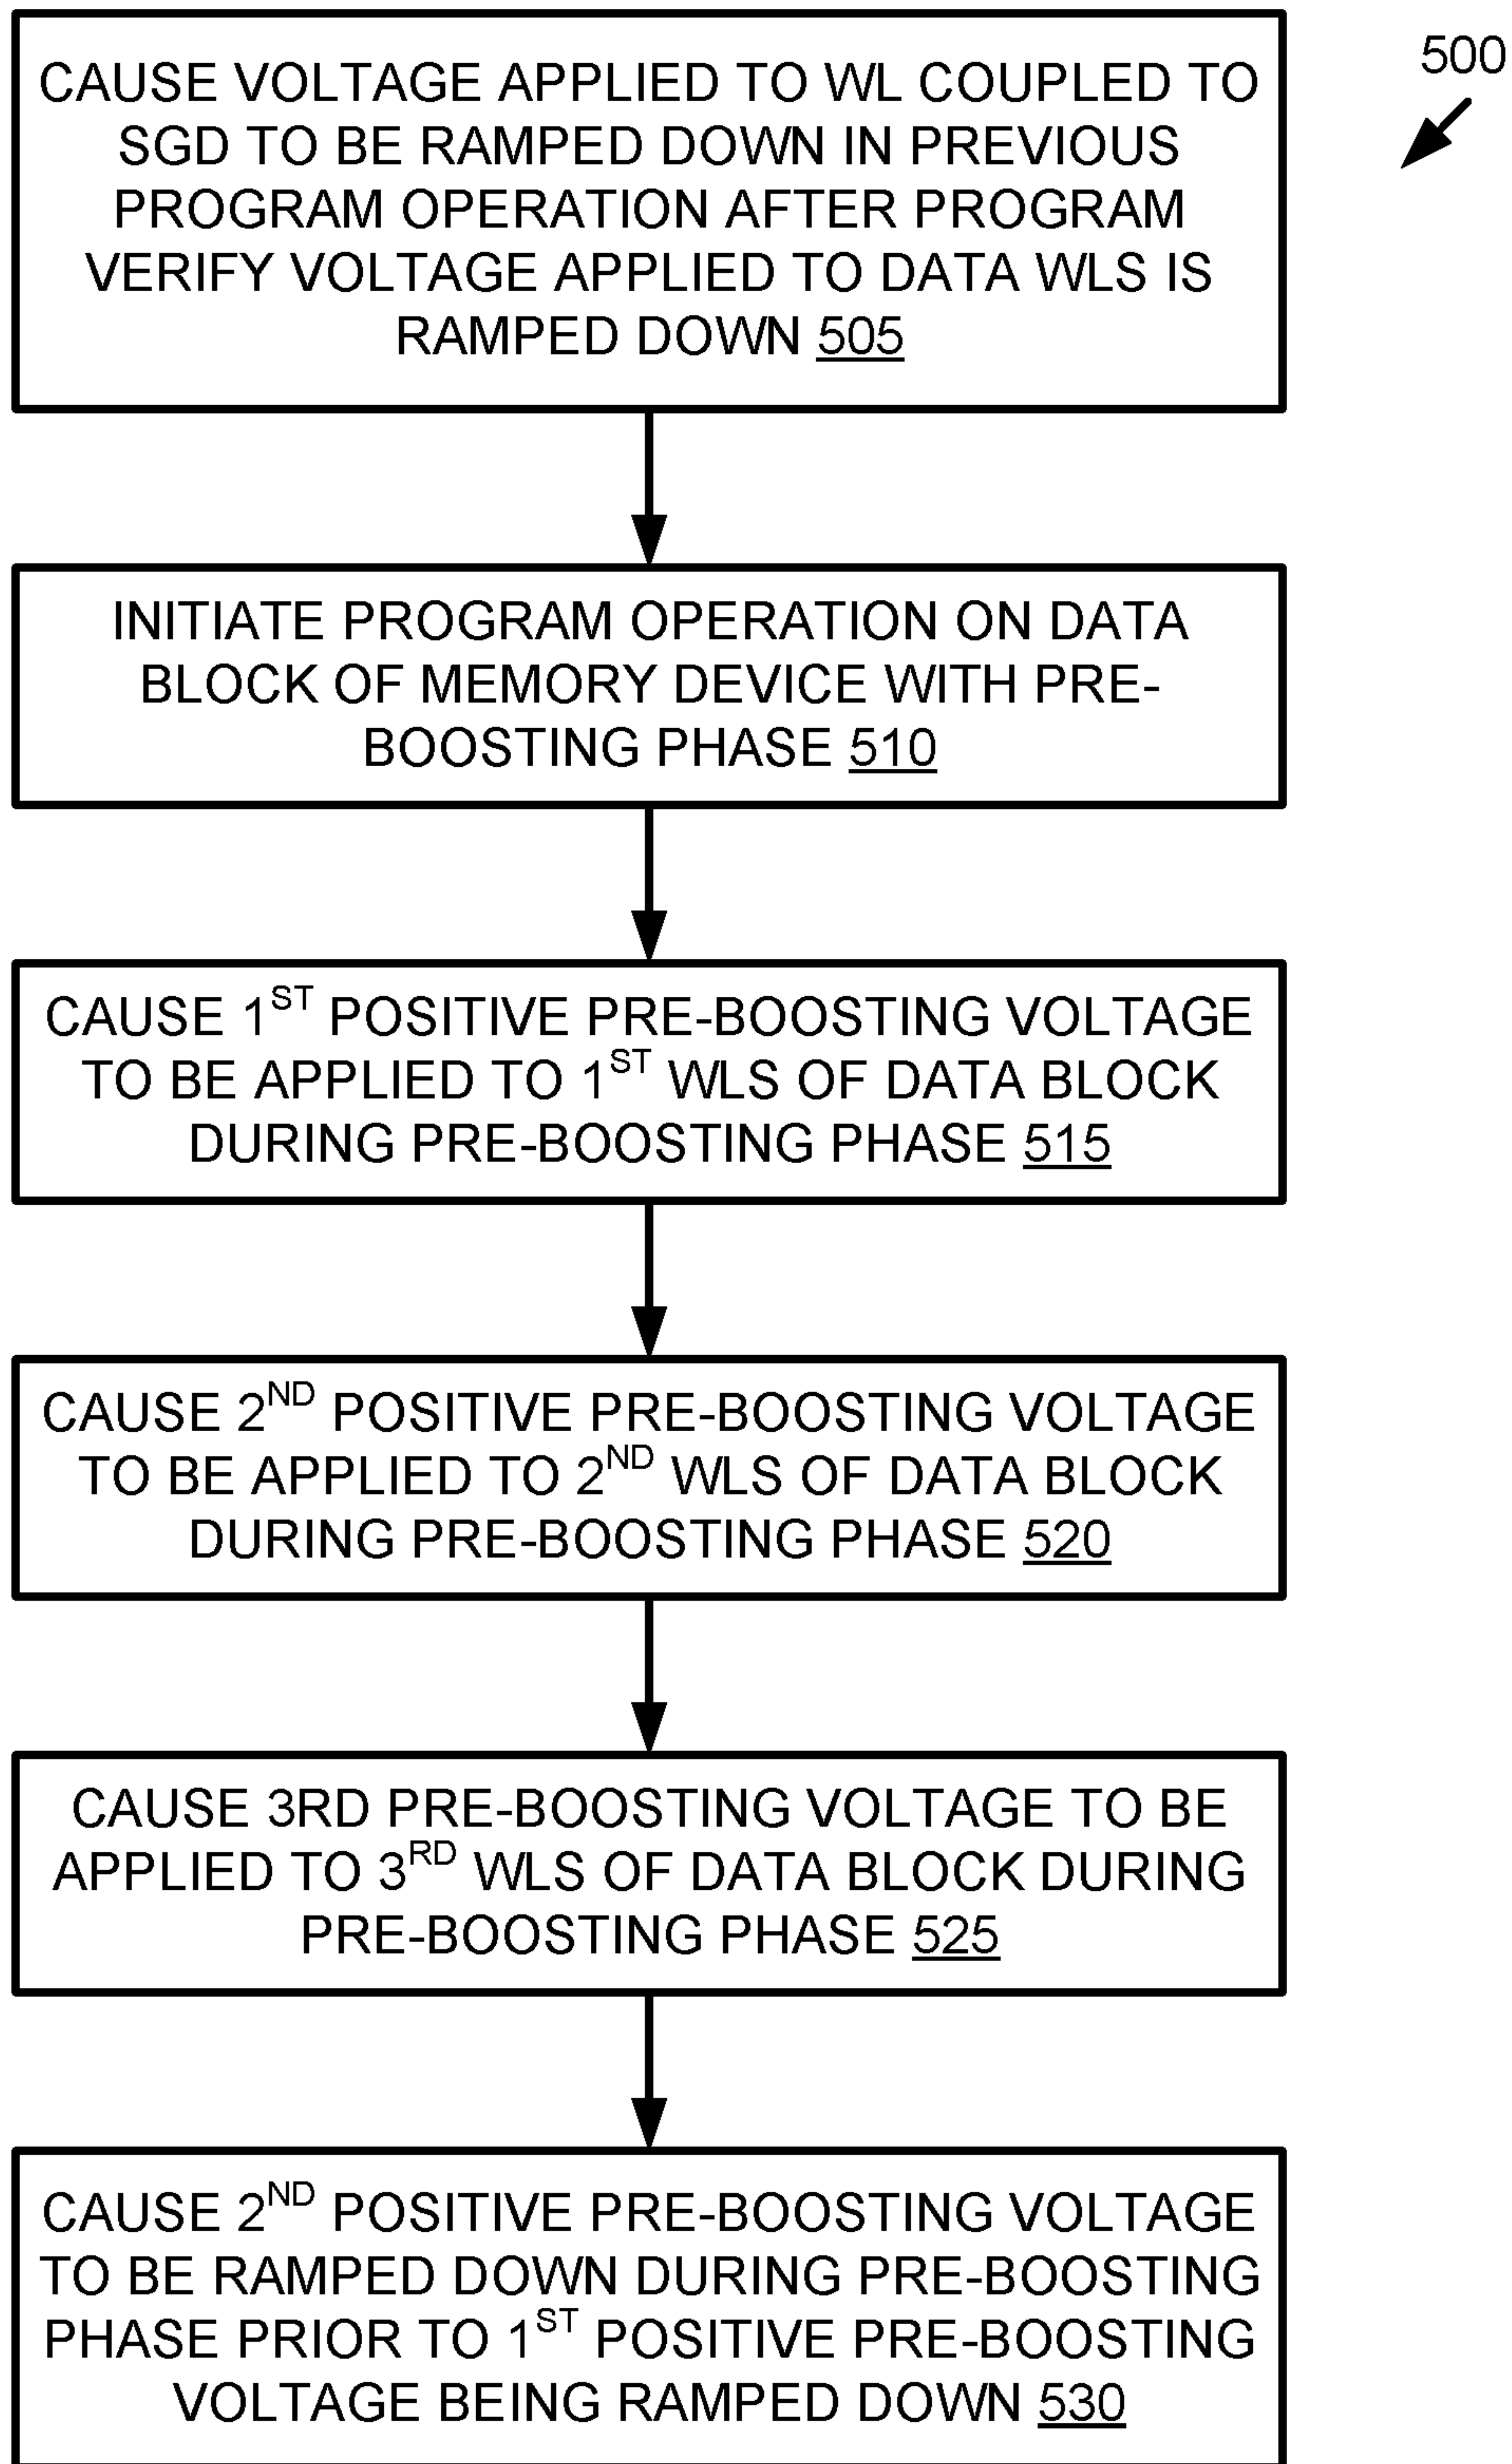 500
CAUSE VOLTAGE APPLIED TO WL COUPLED TO
SGD TO BE RAMPED DOWN IN PREVIOUS
PROGRAM OPERATION AFTER PROGRAM
VERIFY VOLTAGE APPLIED TO DATA WLS IS
RAMPED DOWN 505
INITIATE PROGRAM OPERATION ON DATA
BLOCK OF MEMORY DEVICE WITH PRE-
BOOSTING PHASE 510
CAUSE 1ST POSITIVE PRE-BOOSTING VOLTAGE
TO BE APPLIED TO 1ST WLS OF DATA BLOCK
DURING PRE-BOOSTING PHASE 515
CAUSE 2ND POSITIVE PRE-BOOSTING VOLTAGE
TO BE APPLIED TO 2ND WLS OF DATA BLOCK
DURING PRE-BOOSTING PHASE 520
CAUSE 3RD PRE-BOOSTING VOLTAGE TO BE
APPLIED TO 3RD WLS OF DATA BLOCK DURING
PRE-BOOSTING PHASE 525
CAUSE 2ND POSITIVE PRE-BOOSTING VOLTAGE
TO BE RAMPED DOWN DURING PRE-BOOSTING
PHASE PRIOR TO 1ST POSITIVE PRE-BOOSTING
VOLTAGE BEING RAMPED DOWN 530